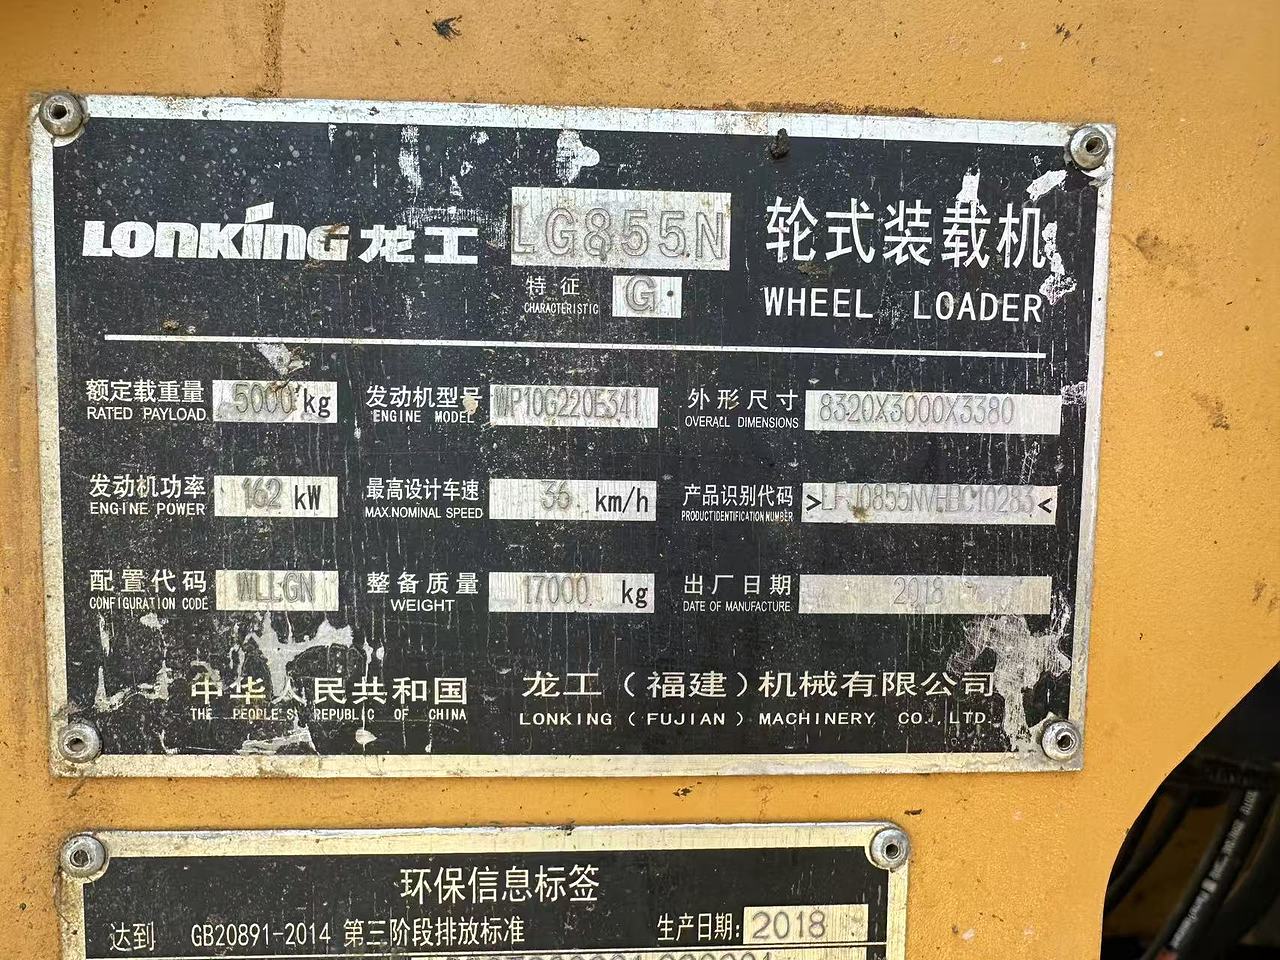 LONKING 龙工 LG855N 轮式装载机
特征 G
CHARACTERISTIC
WHEEL LOADER
额定载重量 5000 kg 发动机型号 WP10G220E341 外形尺寸 8320X3000X3380
RATED PAYLOAD ENGINE MODEL OVERALL DIMENSIONS
发动机功率 162 kW 最高设计车速 36 km/h 产品识别代码
ENGINE POWER MAX.NOMINAL SPEED PRODUCT IDENTIFICATION NUMBER
配置代码 整备质量 17000 kg 出厂日期 2018
CONFIGURATION CODE WEIGHT DATE OF MANUFACTURE
中华人民共和国 龙工（福建）机械有限公司
THE PEOPLE'S REPUBLIC OF CHINA LONKING ( FUJIAN ) MACHINERY CO.,LTD.
环保信息标签
达到 GB20891-2014 第三阶段排放标准 生产日期: 2018